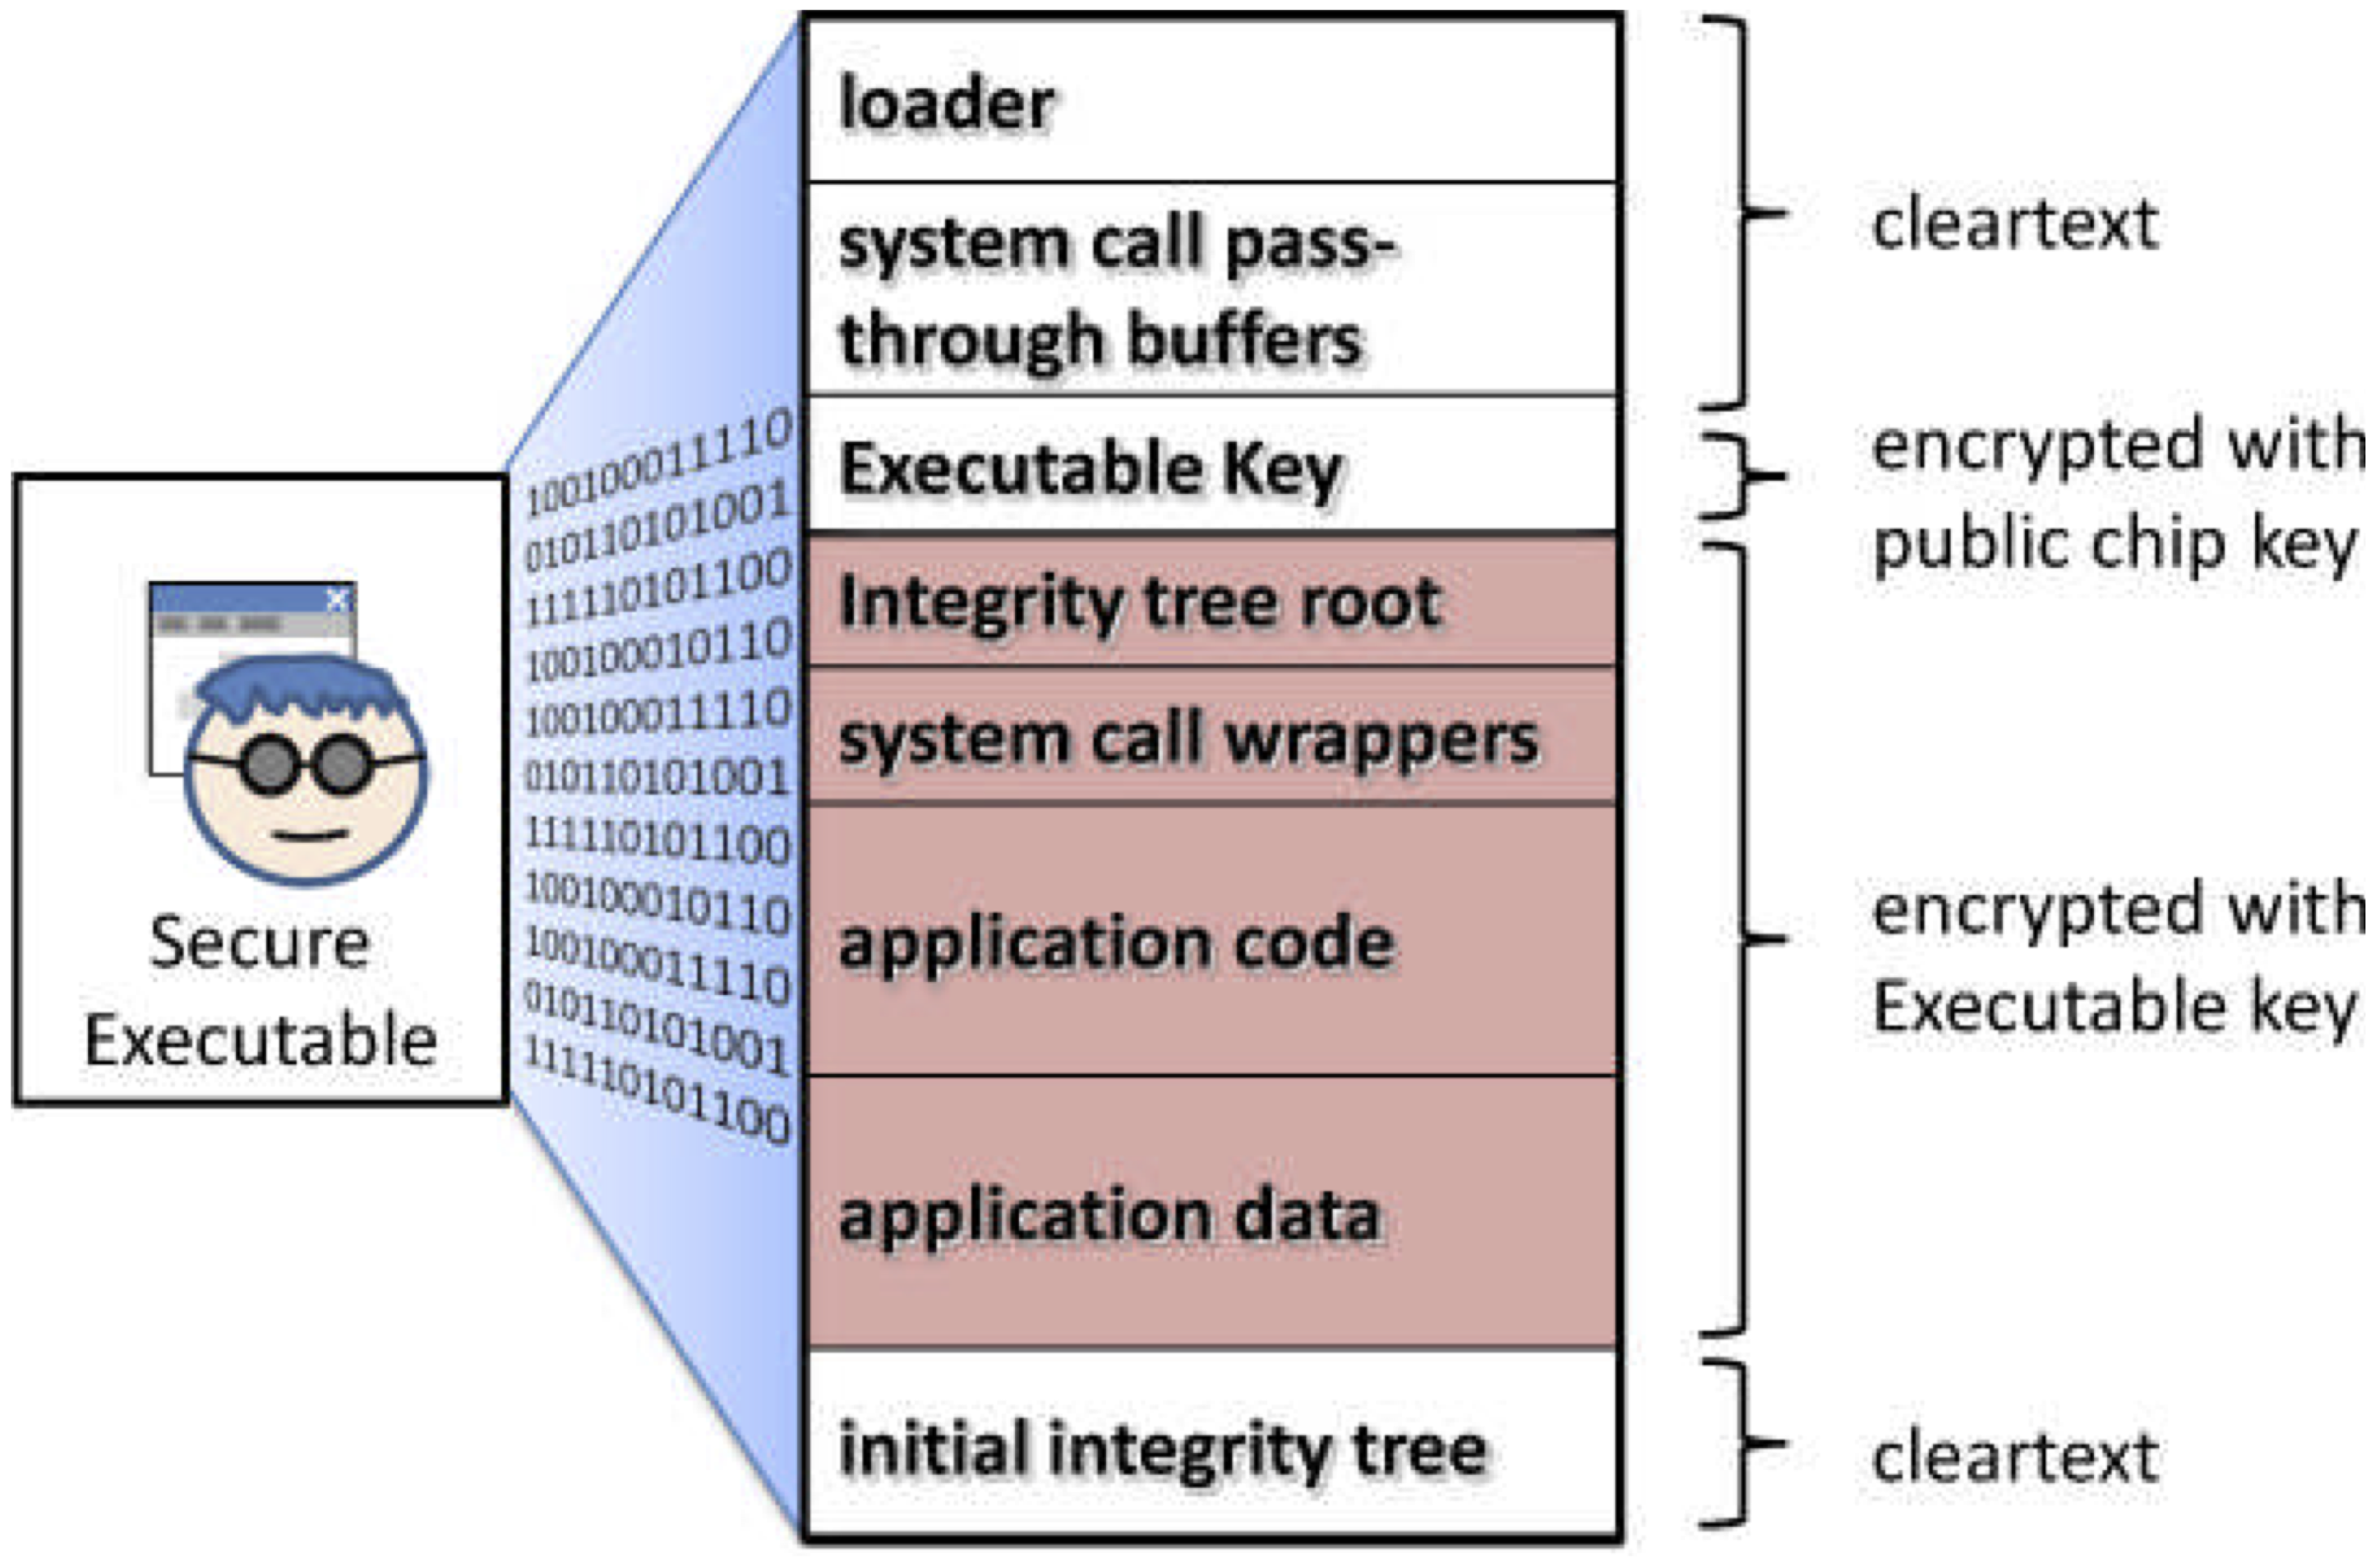 loader
system call pass-
through buffers
Executable Key
Integrity tree root
system call wrappers
application code
application data
initial integrity tree
cleartext
encrypted with
public chip key
encrypted with
Executable key
cleartext
100100011110
010110101001
111110101100
100100010110
100100011110
010110101001
111110101100
100100010110
100100011110
010110101001
111110101100
Secure
Executable